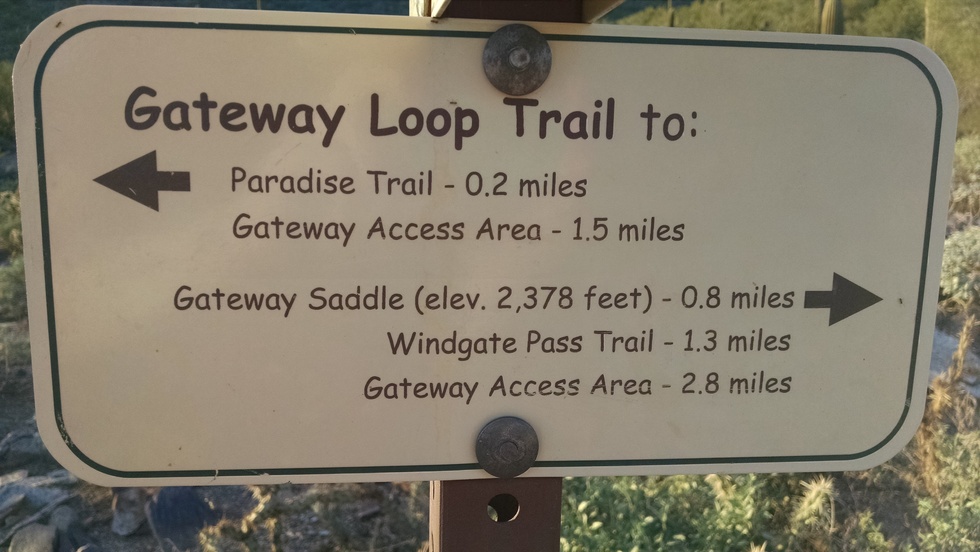 Gateway Loop Trail to:
Paradise Trail - 0.2 miles
Gateway Access Area - 1.5 miles
Gateway Saddle (elev. 2,378 feet) - 0.8 miles
Windgate Pass Trail - 1.3 miles
Gateway Access Area - 2.8 miles